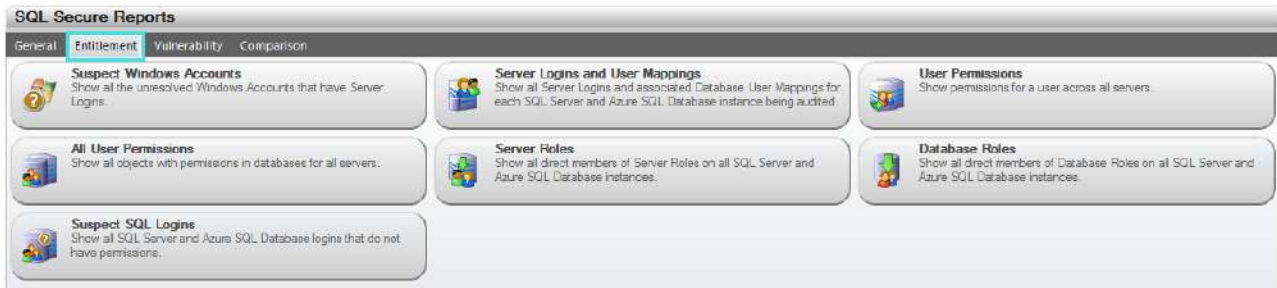 SQL Secure Reports
General Entitlement Vulnerability Comparison
Suspect Windows Accounts
Show all the unresolved Windows Accounts that have Server
Logins.
Server Logins and User Mappings
Show all Server Logins and associated Database User Mappings for
each SQL Server and Azure SQL Database instance being audited
User Permissions
Show permissions for a user across all servers.
All User Permissions
Show all objects with permissions in databases for all servers.
Server Roles
Show all direct members of Server Roles on all SQL Server and
Azure SQL Database instances.
Database Roles
Show all direct members of Database Roles on all SQL Server and
Azure SQL Database instances.
Suspect SQL Logins
Show all SQL Server and Azure SQL Database logins that do not
have permissions.